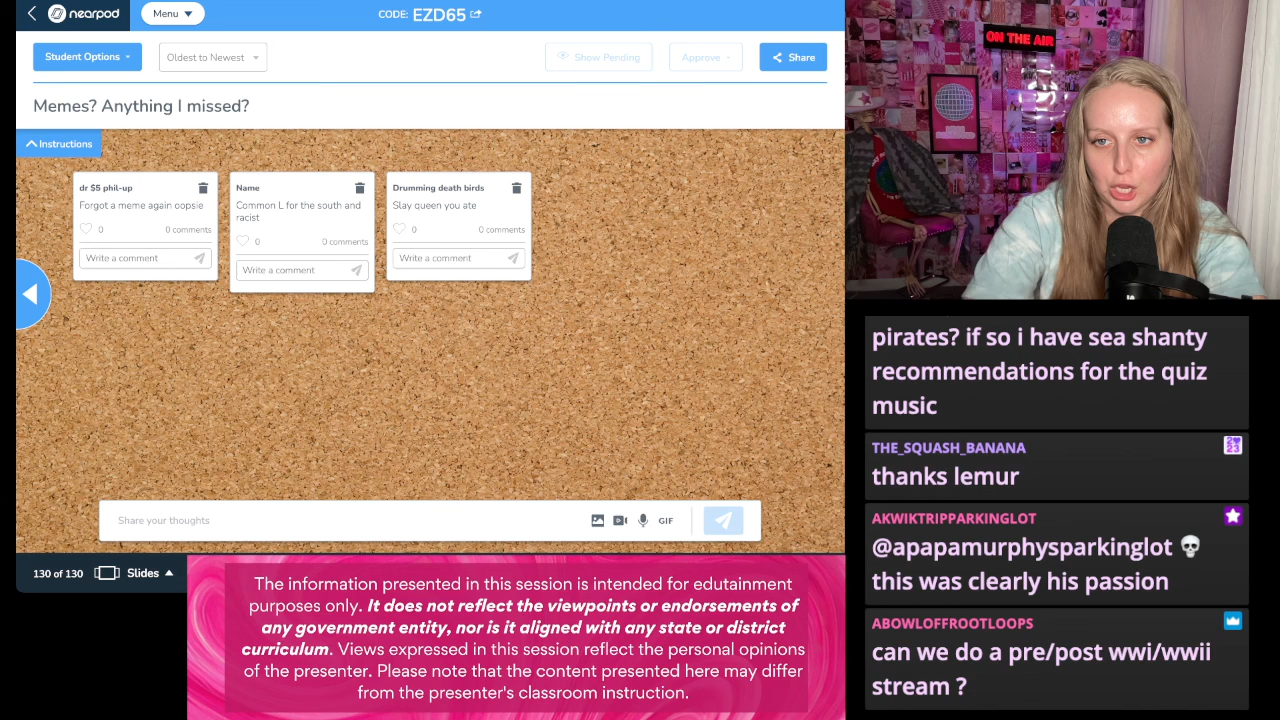 nearpod
Menu
CODE: EZD65
Student Options
Oldest to Newest
Show Pending
Approve
Share
Memes? Anything I missed?
Instructions
dr $5 phil-up
Forgot a meme again oopsie
0
0 comments
Write a comment
Name
Common L for the south and
racist
0
0 comments
Write a comment
Drumming death birds
Slay queen you ate
0
0 comments
Write a comment
Share your thoughts
GIF
130 of 130
Slides
The information presented in this session is intended for edutainment
purposes only. It does not reflect the viewpoints or endorsements of
any government entity, nor is it aligned with any state or district
curriculum. Views expressed in this session reflect the personal opinions
of the presenter. Please note that the content presented here may differ
from the presenter's classroom instruction.
ON THE AIR
pirates? if so i have sea shanty
recommendations for the quiz
music
THE_SQUASH_BANANA
thanks lemur
AKWIKTRIPPARKINGLOT
@apapamurphysparkinglot 💀
this was clearly his passion
ABOWLOFFROOTLOOPS
can we do a pre/post wwi/wwii
stream ?